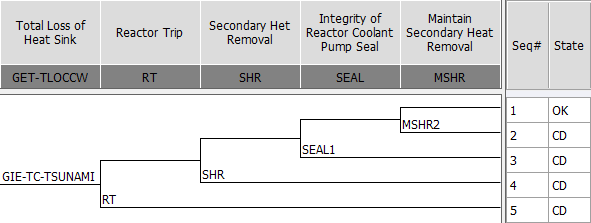 Total Loss of
Heat Sink
Reactor Trip
Secondary Het
Removal
Integrity of
Reactor Coolant
Pump Seal
Maintain
Secondary Heat
Removal
Seq#
State
GET-TLOCCW
RT
SHR
SEAL
MSHR
1
OK
MSHR2
2
CD
SEAL1
3
CD
GIE-TC-TSUNAMI
SHR
4
CD
RT
5
CD